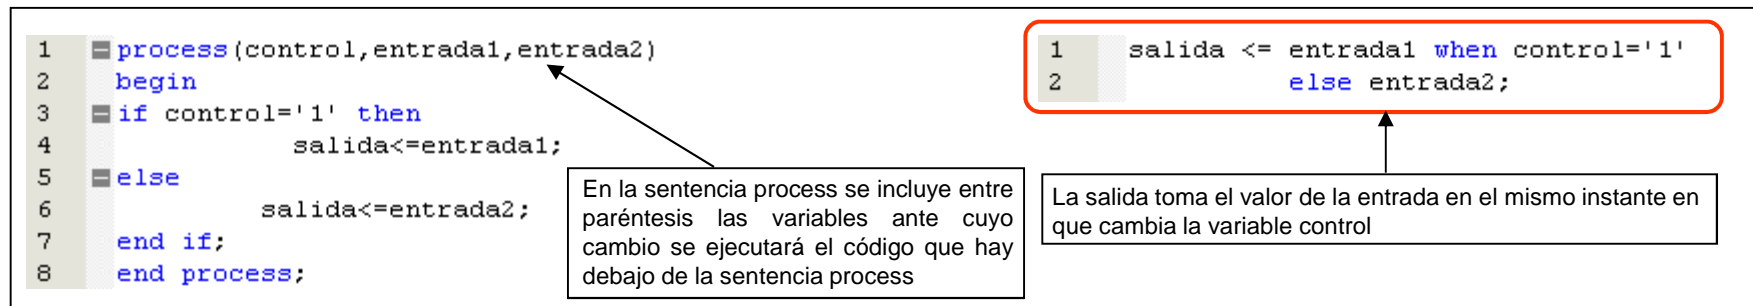 1 process(control,entrada1,entrada2)
2 begin
3 if control='1' then
4 salida<=entrada1;
5 else
6 salida<=entrada2;
7 end if;
8 end process;
En la sentencia process se incluye entre
paréntesis las variables ante cuyo
cambio se ejecutará el código que hay
debajo de la sentencia process
1 salida <= entrada1 when control='1'
2 else entrada2;
La salida toma el valor de la entrada en el mismo instante en
que cambia la variable control